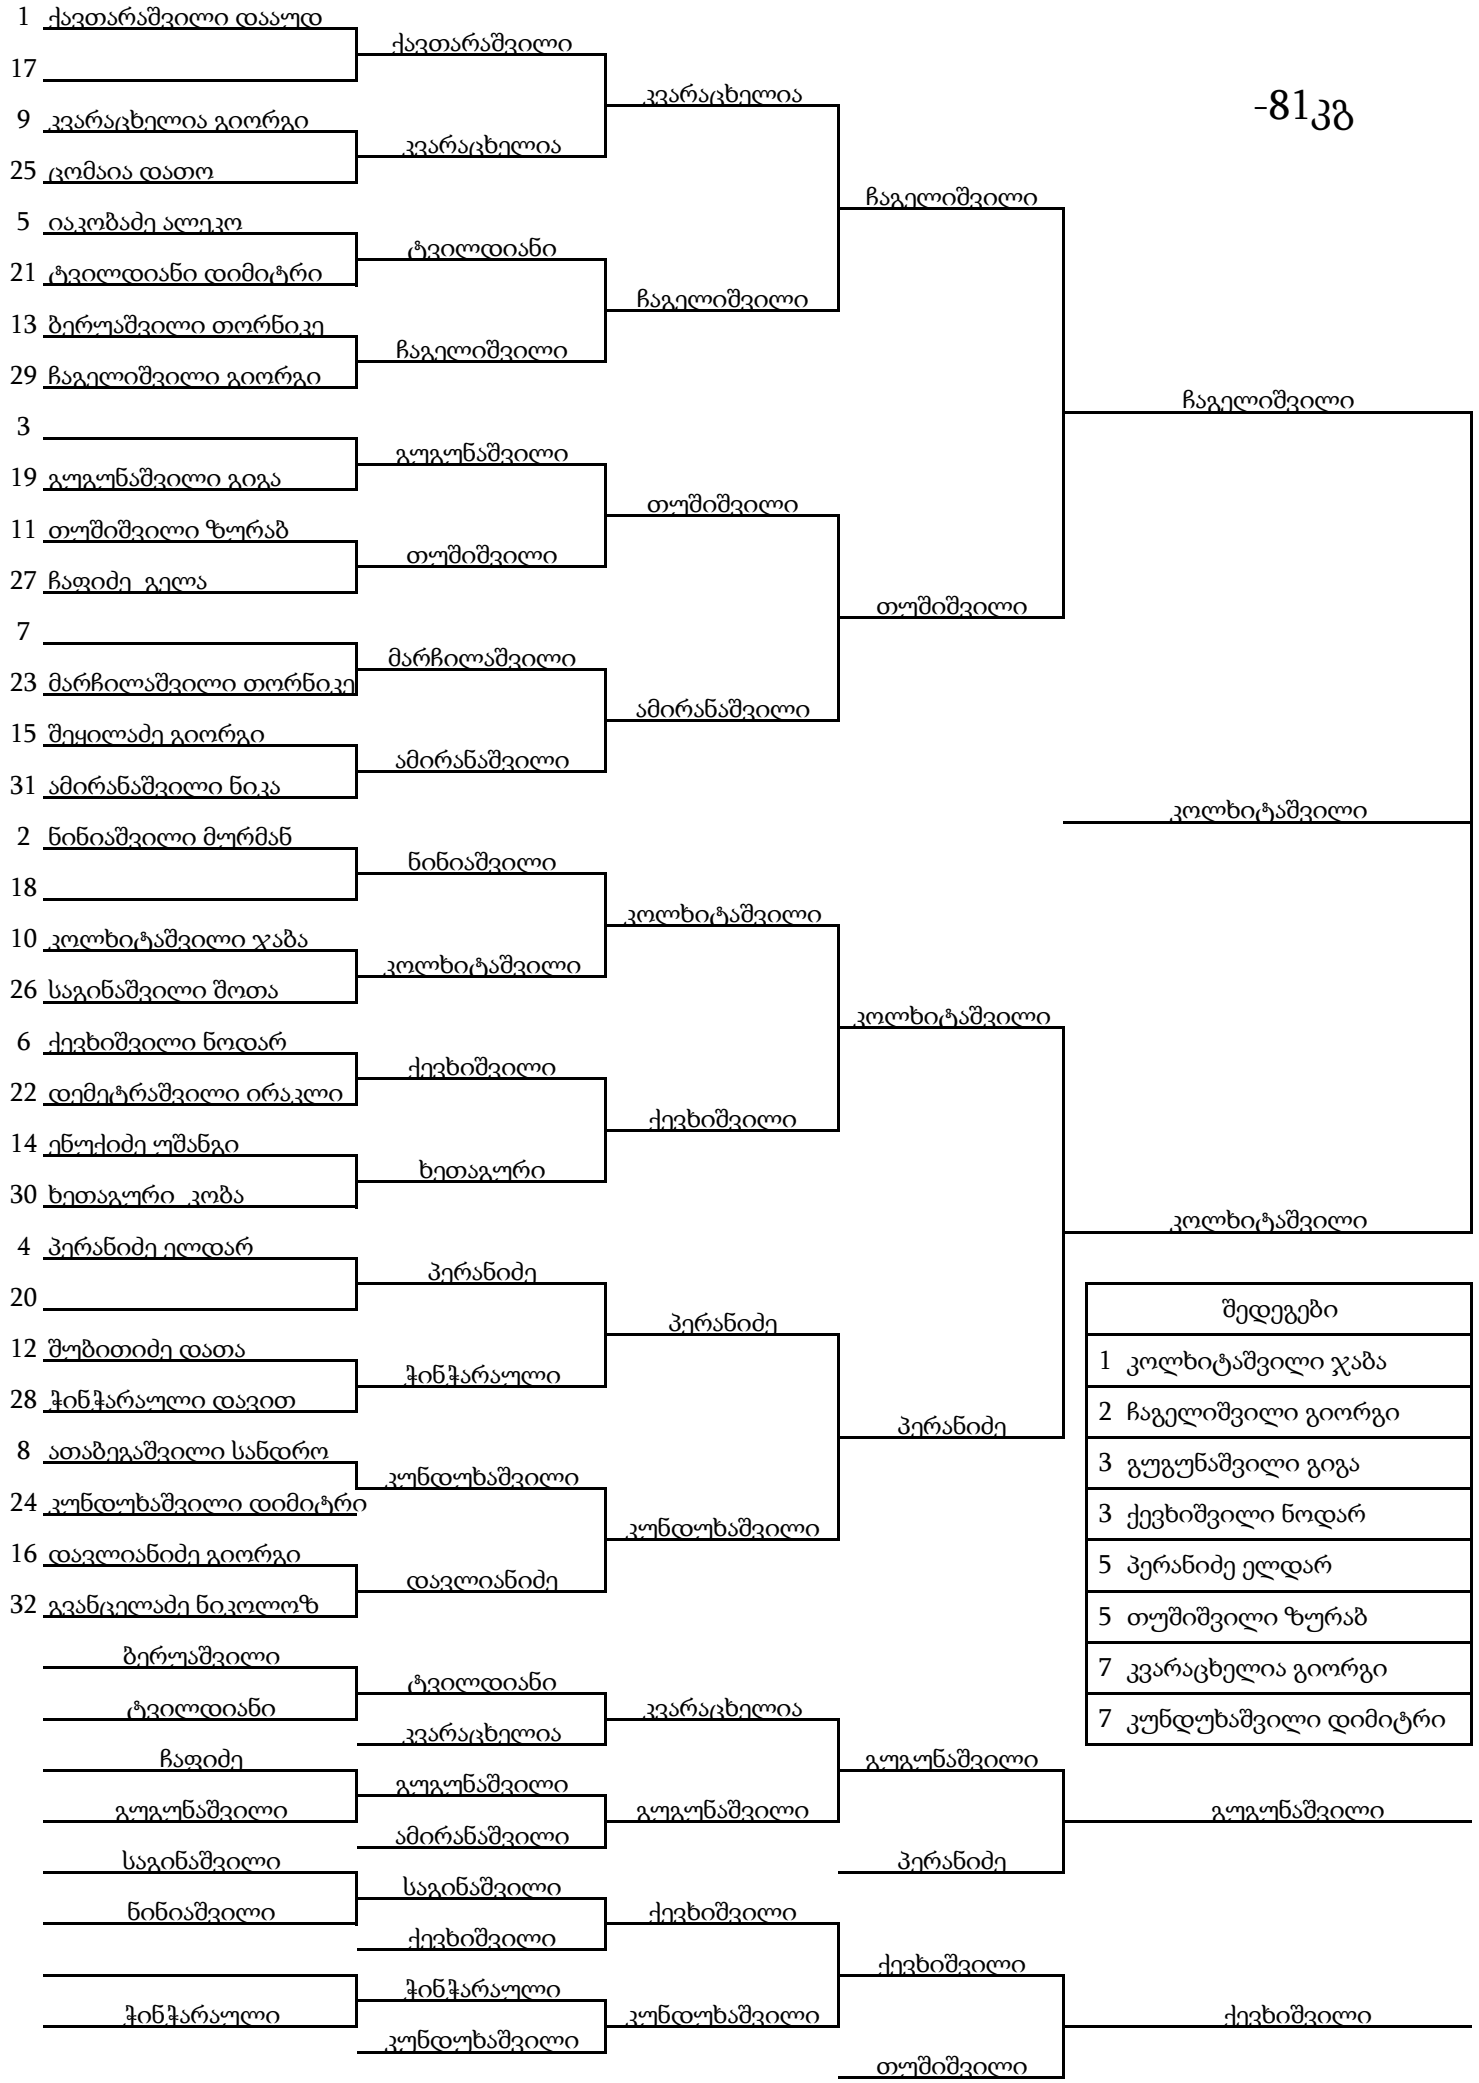 1 ქავთარაშვილი დააუდ
ქავთარაშვილი
17
კვარაცხელია
-81კგ
9 კვარაცხელია გიორგი
კვარაცხელია
25 ცომაია დათო
ჩაგელიშვილი
5 იაკობაძე ალეკო
ტვილდიანი
21 ტვილდიანი დიმიტრი
ჩაგელიშვილი
13 ბერუაშვილი თორნიკე
ჩაგელიშვილი
29 ჩაგელიშვილი გიორგი
ჩაგელიშვილი
3
გუგუნაშვილი
19 გუგუნაშვილი გიგა
თუშიშვილი
11 თუშიშვილი ზურაბ
თუშიშვილი
27 ჩაფიძე გელა
თუშიშვილი
7
მარჩილაშვილი
23 მარჩილაშვილი თორნიკე
ამირანაშვილი
15 შეყილაძე გიორგი
ამირანაშვილი
31 ამირანაშვილი ნიკა
კოლხიტაშვილი
2 ნინიაშვილი მურმან
ნინიაშვილი
18
კოლხიტაშვილი
10 კოლხიტაშვილი ჯაბა
კოლხიტაშვილი
26 საგინაშვილი შოთა
კოლხიტაშვილი
6 ქევხიშვილი ნოდარ
ქევხიშვილი
22 დემეტრაშვილი ირაკლი
ქევხიშვილი
14 ენუქიძე უშანგი
ხეთაგური
30 ხეთაგური კობა
კოლხიტაშვილი
4 პერანიძე ელდარ
პერანიძე
20
პერანიძე
12 შუბითიძე დათა
ჭინჭარაული
28 ჭინჭარაული დავით
პერანიძე
8 ათაბეგაშვილი სანდრო
კუნდუხაშვილი
24 კუნდუხაშვილი დიმიტრი
კუნდუხაშვილი
16 დავლიანიძე გიორგი
დავლიანიძე
32 გვანცელაძე ნიკოლოზ
შედეგები
1 კოლხიტაშვილი ჯაბა
2 ჩაგელიშვილი გიორგი
3 გუგუნაშვილი გიგა
3 ქევხიშვილი ნოდარ
5 პერანიძე ელდარ
5 თუშიშვილი ზურაბ
7 კვარაცხელია გიორგი
7 კუნდუხაშვილი დიმიტრი
ბერუაშვილი
ტვილდიანი
ტვილდიანი
კვარაცხელია
კვარაცხელია
ჩაფიძე
გუგუნაშვილი
გუგუნაშვილი
გუგუნაშვილი
გუგუნაშვილი
გუგუნაშვილი
ამირანაშვილი
საგინაშვილი
პერანიძე
საგინაშვილი
ნინიაშვილი
ქევხიშვილი
ქევხიშვილი
ქევხიშვილი
ჭინჭარაული
ჭინჭარაული
კუნდუხაშვილი
ქევხიშვილი
კუნდუხაშვილი
თუშიშვილი